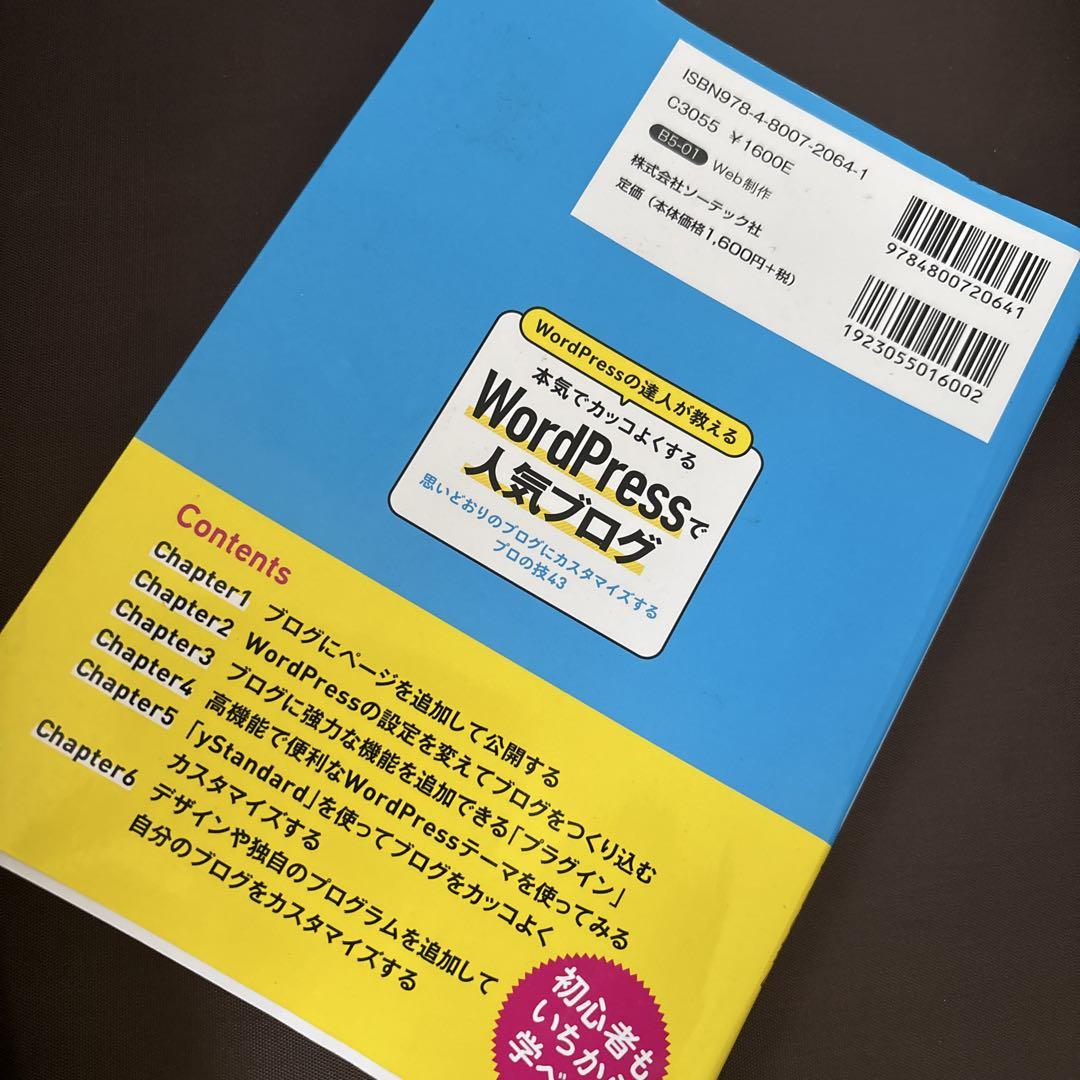 ISBN978-4-8007-2064-1
C3055 ¥1600E
B5-01 Web制作
株式会社ソーテック社
定価（本体価格1,600円+税）
9784800720641
1923055016002
WordPressの達人が教える
本気でカッコよくする
WordPressで
人気ブログ
思いどおりのブログにカスタマイズする
プロの技43
Contents
Chapter1 ブログにページを追加して公開する
Chapter2 WordPressの設定を変えてブログをつくり込む
Chapter3 ブログに強力な機能を追加できる「プラグイン」
Chapter4 高機能で便利なWordPressテーマを使ってみる
Chapter5 「yStandard」を使ってブログをカッコよく
カスタマイズする
Chapter6 デザインや独自のプログラムを追加して
自分のブログをカスタマイズする
初心者も
いちから
学べ